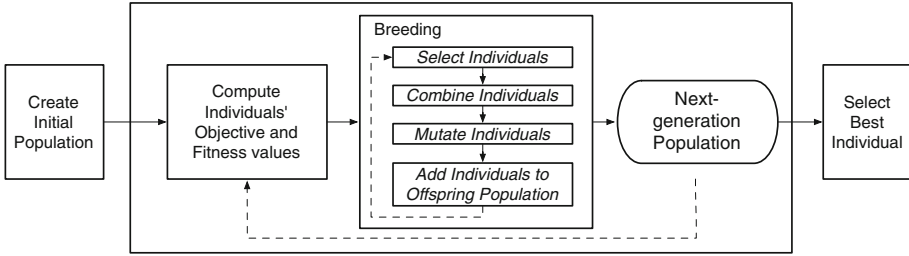 Create
Initial
Population
Compute
Individuals'
Objective and
Fitness values
Breeding
Select Individuals
Combine Individuals
Mutate Individuals
Add Individuals to
Offspring Population
Next-
generation
Population
Select
Best
Individual